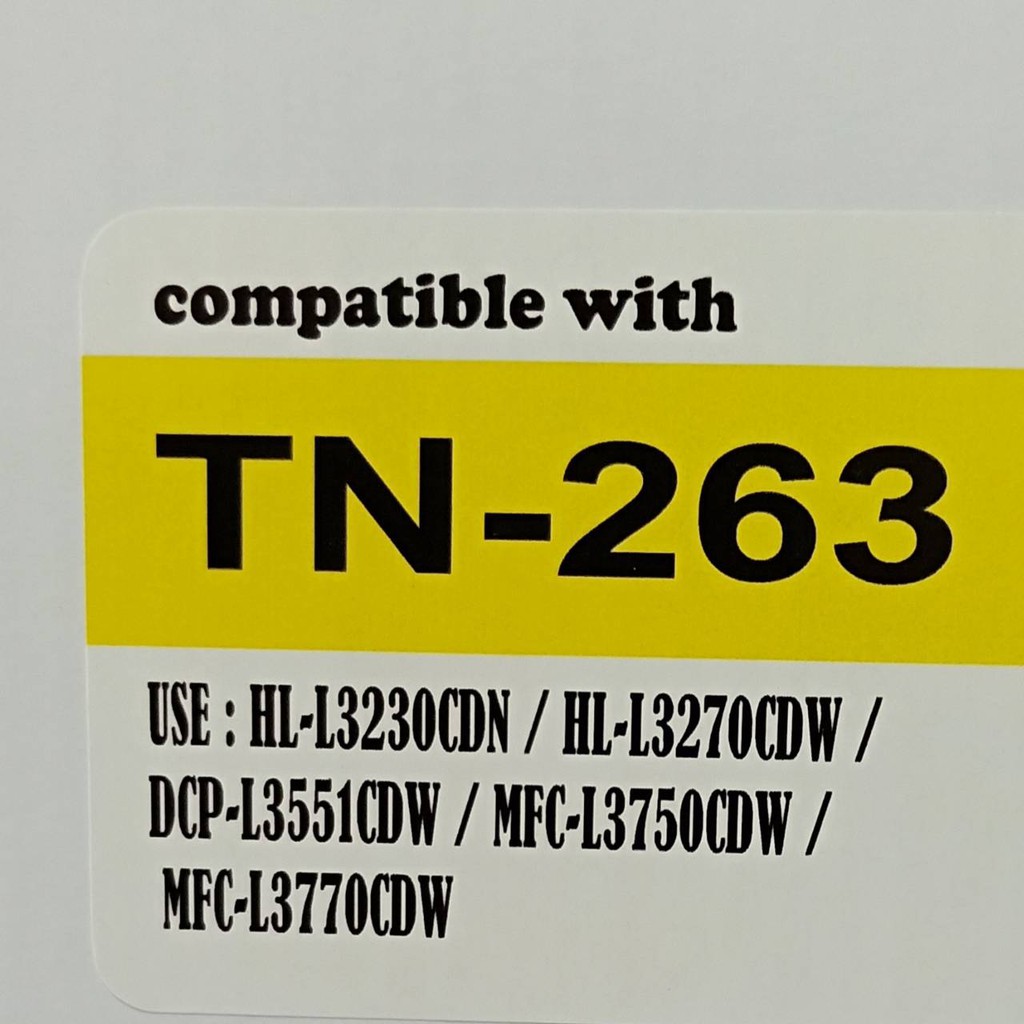 compatible with
TN-263
USE : HL-L3230CDN / HL-L3270CDW /
DCP-L3551CDW / MFC-L3750CDW /
MFC-L3770CDW